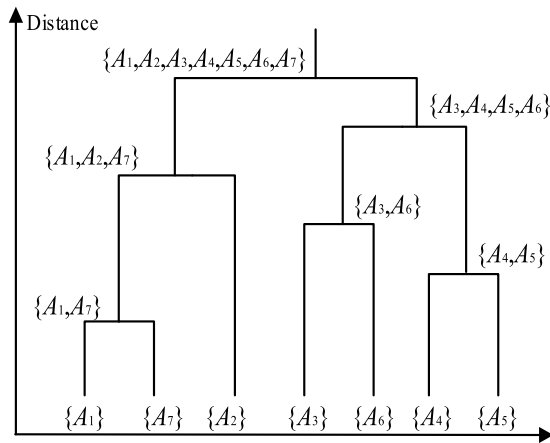 Distance
{A1,A2,A3,A4,A5,A6,A7}
{A3,A4,A5,A6}
{A1,A2,A7}
{A3,A6}
{A4,A5}
{A1,A7}
{A1} {A7} {A2} {A3} {A6} {A4} {A5}